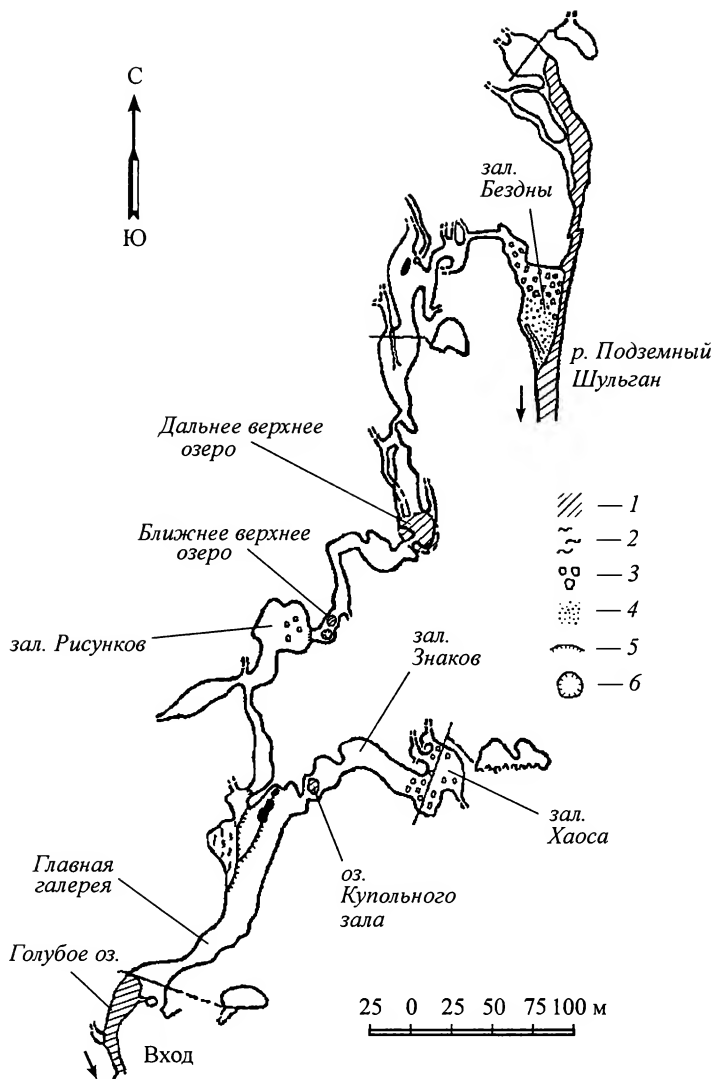 С
Ю
зал.
Бездны
р. Подземный
Шульган
Дальнее верхнее
озеро
Ближнее верхнее
озеро
— 1
— 2
— 3
— 4
— 5
— 6
зал. Рисунков
зал.
Знаков
зал.
Хаоса
оз.
Купольного
зала
Главная
галерея
Голубое оз.
Вход
25 0 25 50 75 100 м